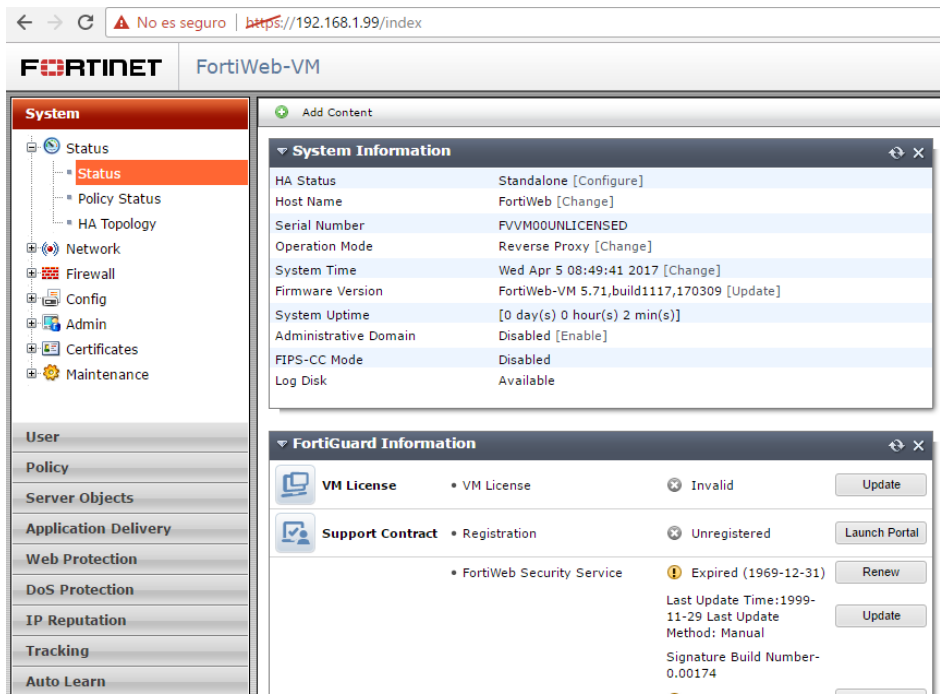 No es seguro | https://192.168.1.99/index
FORTINET FortiWeb-VM
System
Status
Status
Policy Status
HA Topology
Network
Firewall
Config
Admin
Certificates
Maintenance
User
Policy
Server Objects
Application Delivery
Web Protection
DoS Protection
IP Reputation
Tracking
Auto Learn
Add Content
System Information
HA Status Standalone [Configure]
Host Name FortiWeb [Change]
Serial Number FVVM00UNLICENSED
Operation Mode Reverse Proxy [Change]
System Time Wed Apr 5 08:49:41 2017 [Change]
Firmware Version FortiWeb-VM 5.71,build1117,170309 [Update]
System Uptime [0 day(s) 0 hour(s) 2 min(s)]
Administrative Domain Disabled [Enable]
FIPS-CC Mode Disabled
Log Disk Available
FortiGuard Information
VM License • VM License Invalid Update
Support Contract • Registration Unregistered Launch Portal
• FortiWeb Security Service Expired (1969-12-31) Renew
Last Update Time:1999-
11-29 Last Update
Method: Manual
Update
Signature Build Number-
0.00174